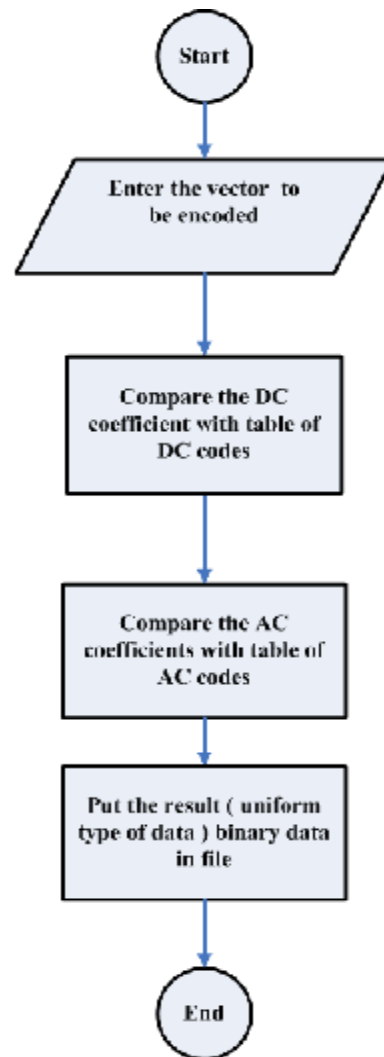 Start
Enter the vector to
be encoded
Compare the DC
coefficient with table of
DC codes
Compare the AC
coefficients with table of
AC codes
Put the result ( uniform
type of data ) binary data
in file
End